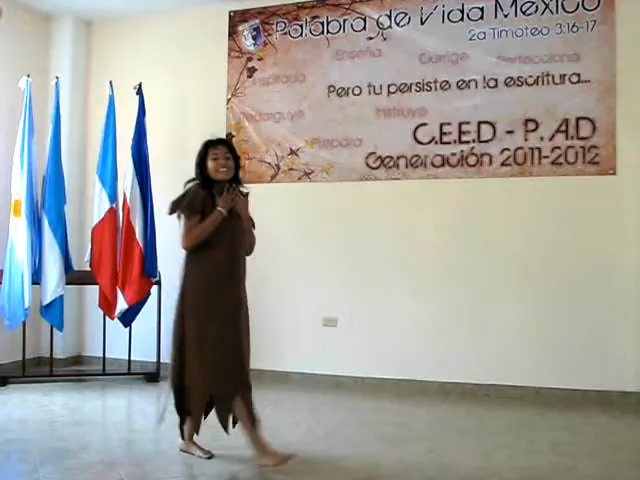 Palabra de Vida México
2a Timoteo 3:16-17
Enseña Corrige
Inspirada
Pero tu persiste en la escritura...
Redarguye Instruye
Prepara
C.E.E.D - P.A.D
Generación 2011-2012